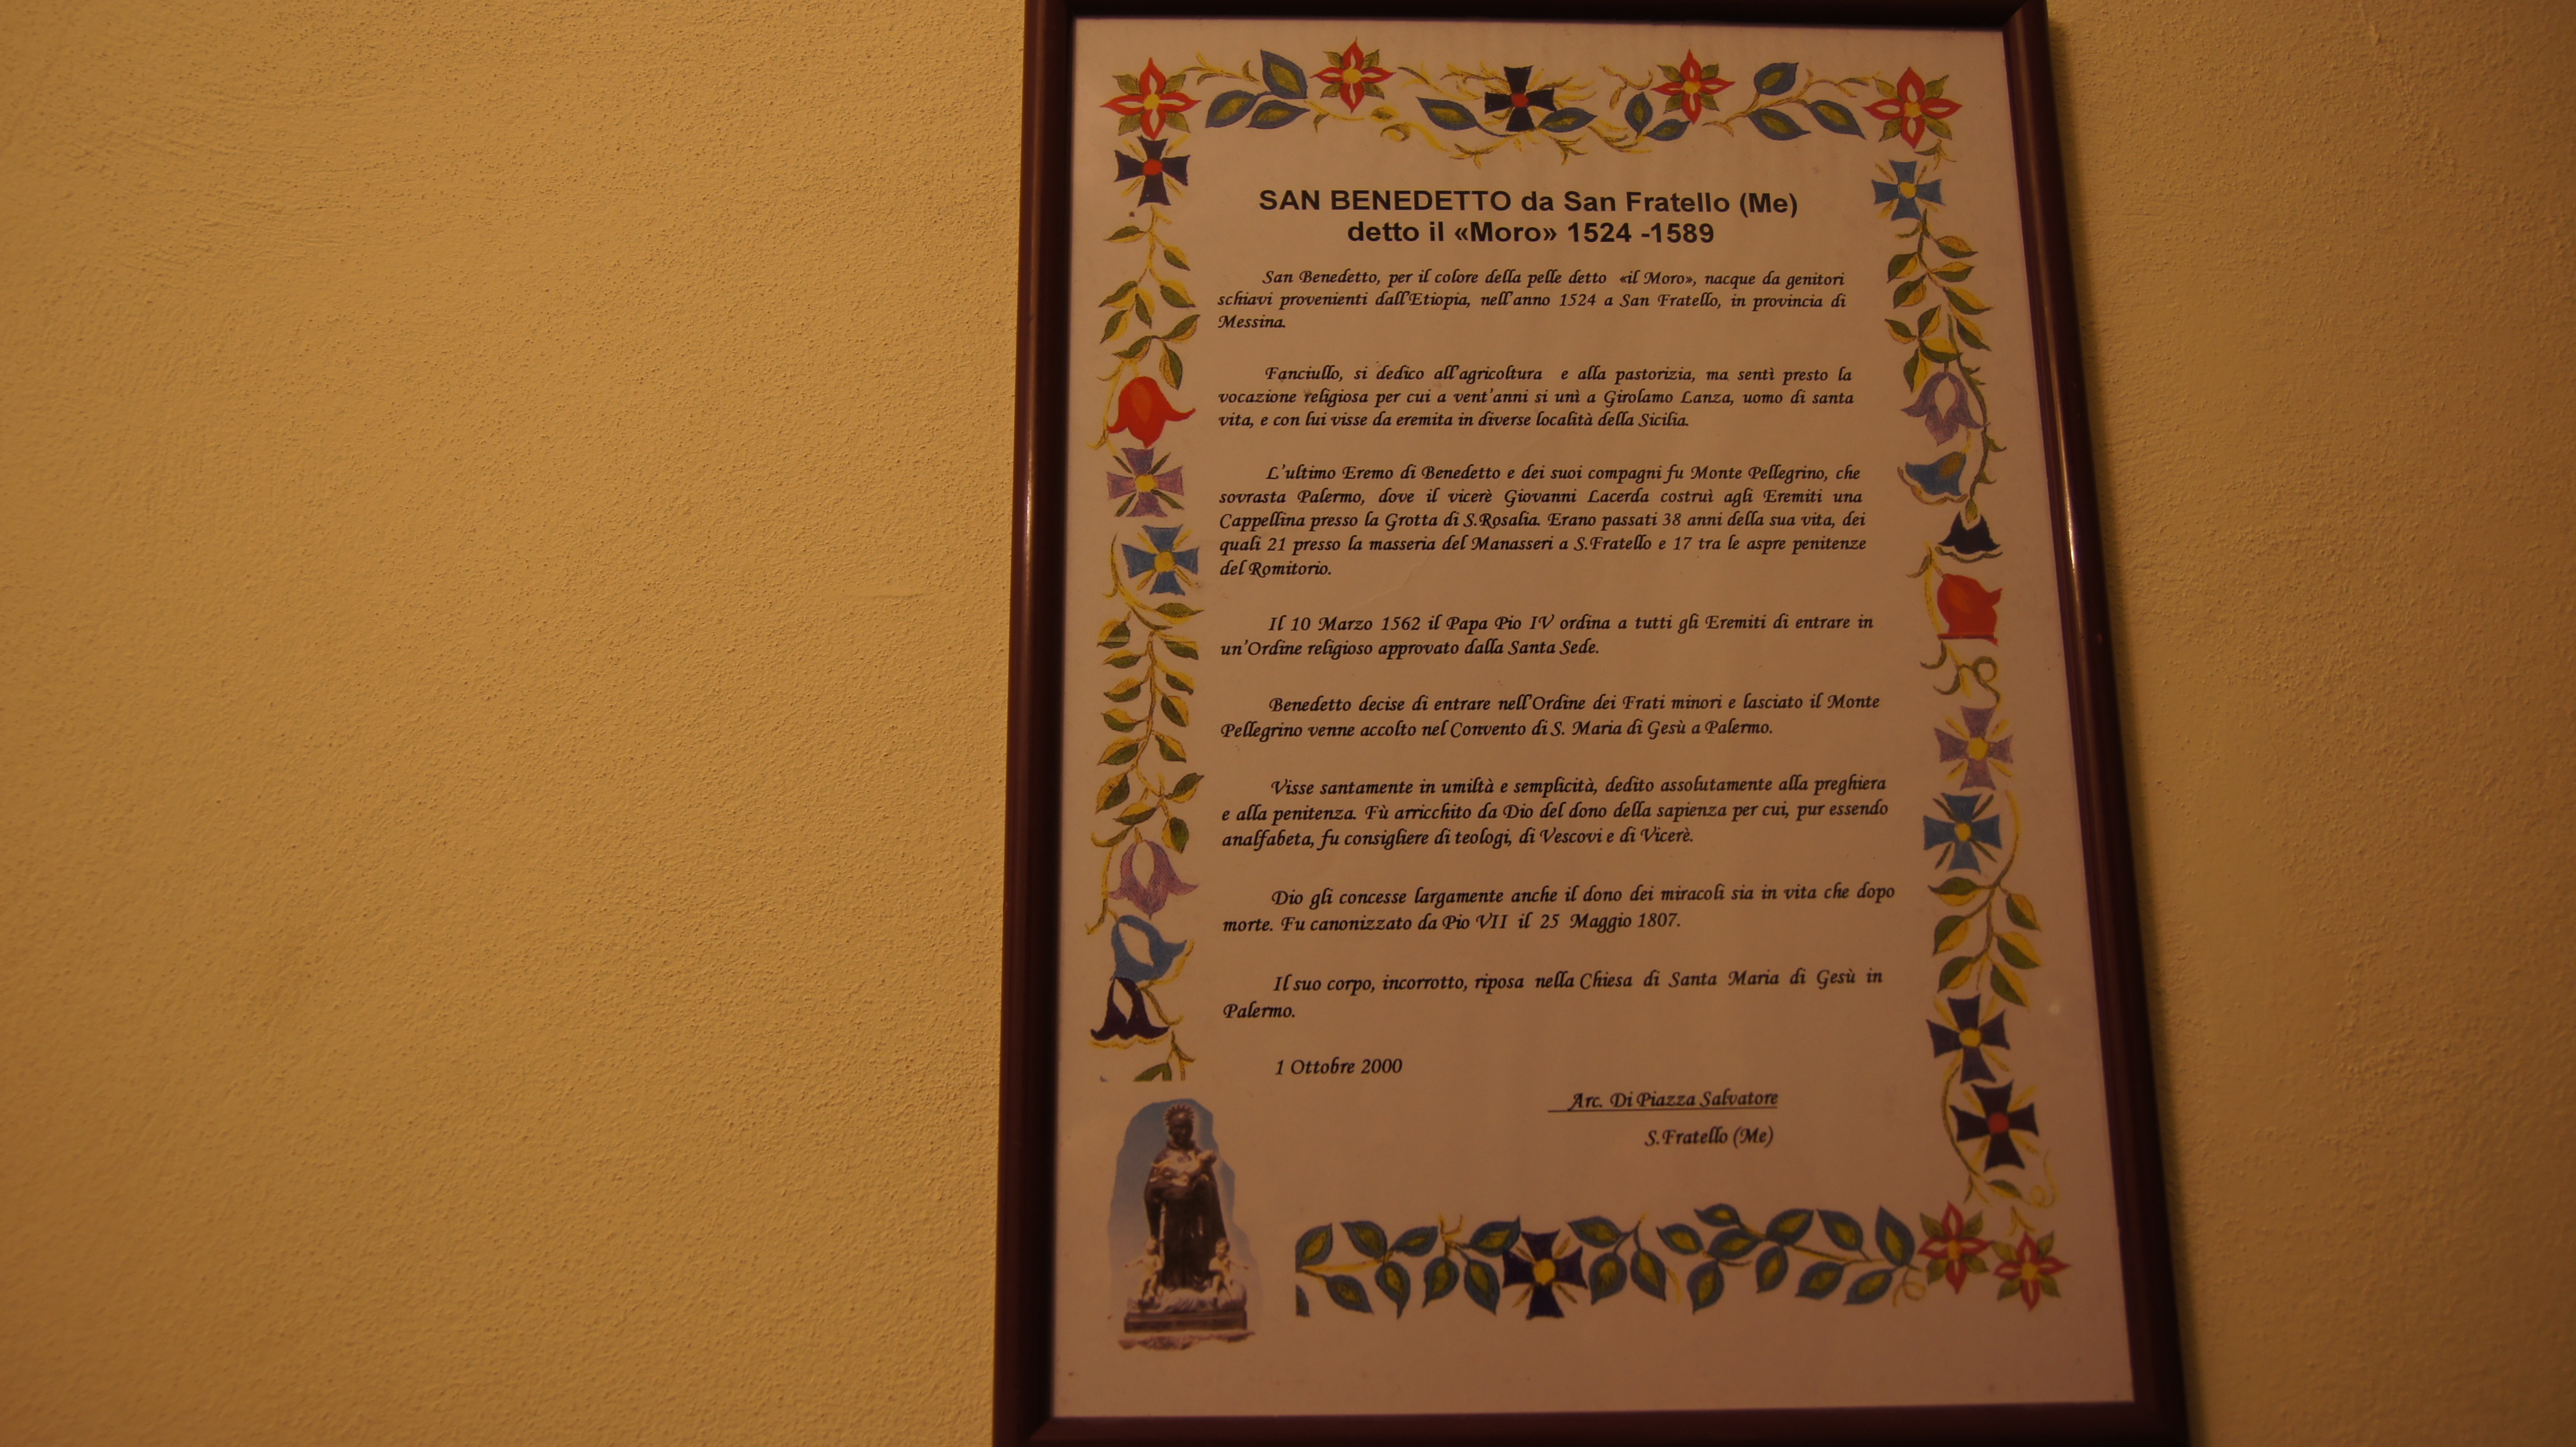 SAN BENEDETTO da San Fratello (Me)
detto il «Moro» 1524 -1589
San Benedetto, per il colore della pelle detto «il Moro», nacque da genitori
schiavi provenienti dall'Etiopia, nell'anno 1524 a San Fratello, in provincia di
Messina.
Fanciullo, si dedico all'agricoltura e alla pastorizia, ma sentì presto la
vocazione religiosa per cui a vent'anni si unì a Girolamo Lanza, uomo di santa
vita, e con lui visse da eremita in diverse località della Sicilia.
L'ultimo Eremo di Benedetto e dei suoi compagni fu Monte Pellegrino, che
sovrasta Palermo, dove il vicerè Giovanni Lacerda costruì agli Eremiti una
Cappellina presso la Grotta di S.Rosalia. Erano passati 38 anni della sua vita, dei
quali 21 presso la masseria del Manasseri a S.Fratello e 17 tra le aspre penitenze
del Romitorio.
Il 10 Marzo 1562 il Papa Pio IV ordina a tutti gli Eremiti di entrare in
un'Ordine religioso approvato dalla Santa Sede.
Benedetto decise di entrare nell'Ordine dei Frati minori e lasciato il Monte
Pellegrino venne accolto nel Convento di S. Maria di Gesù a Palermo.
Visse santamente in umiltà e semplicità, dedito assolutamente alla preghiera
e alla penitenza. Fù arricchito da Dio del dono della sapienza per cui, pur essendo
analfabeta, fu consigliere di teologi, di Vescovi e di Vicerè.
Dio gli concesse largamente anche il dono dei miracoli sia in vita che dopo
morte. Fu canonizzato da Pio VII il 25 Maggio 1807.
Il suo corpo, incorrotto, riposa nella Chiesa di Santa Maria di Gesù in
Palermo.
1 Ottobre 2000
Arc. Di Piazza Salvatore
S.Fratello (Me)